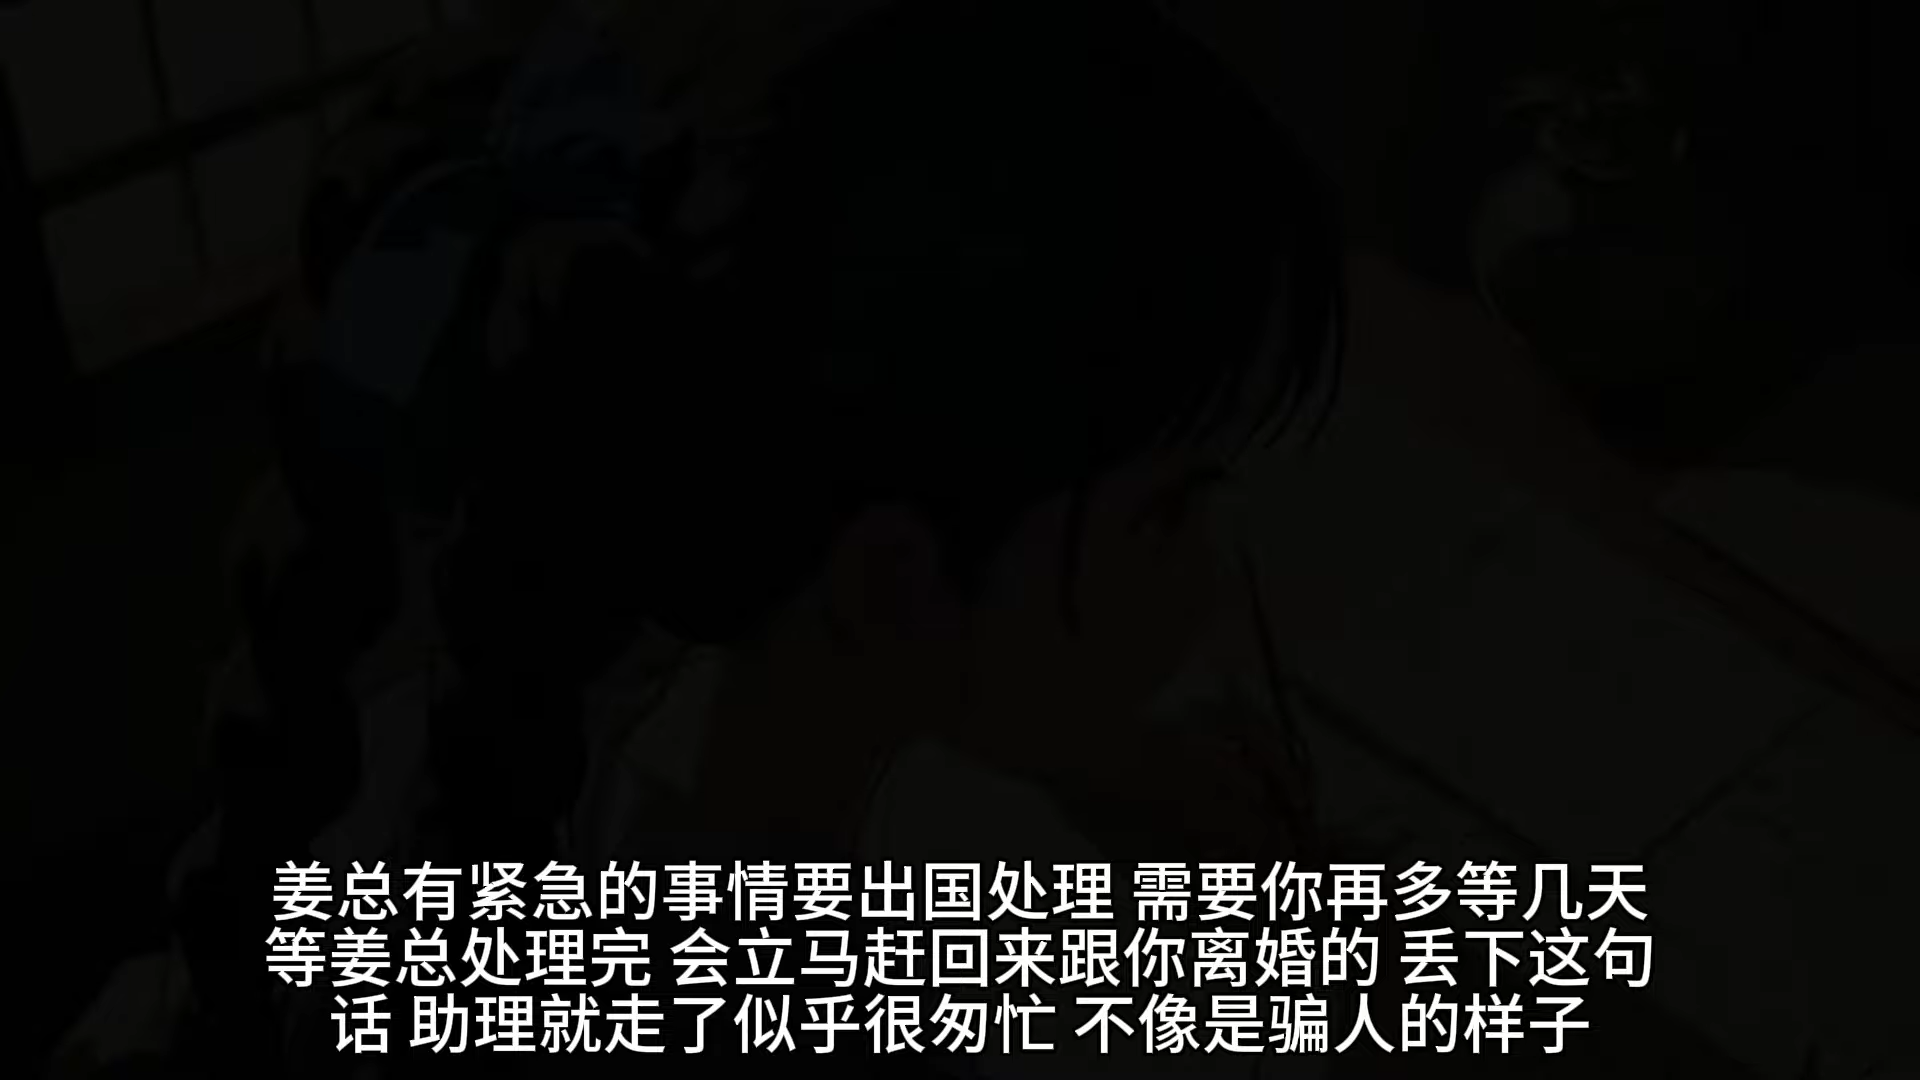 姜总有紧急的事情要出国处理 需要你再多等几天
等姜总处理完 会立马赶回来跟你离婚的 丢下这句
话 助理就走了似乎很匆忙 不像是骗人的样子